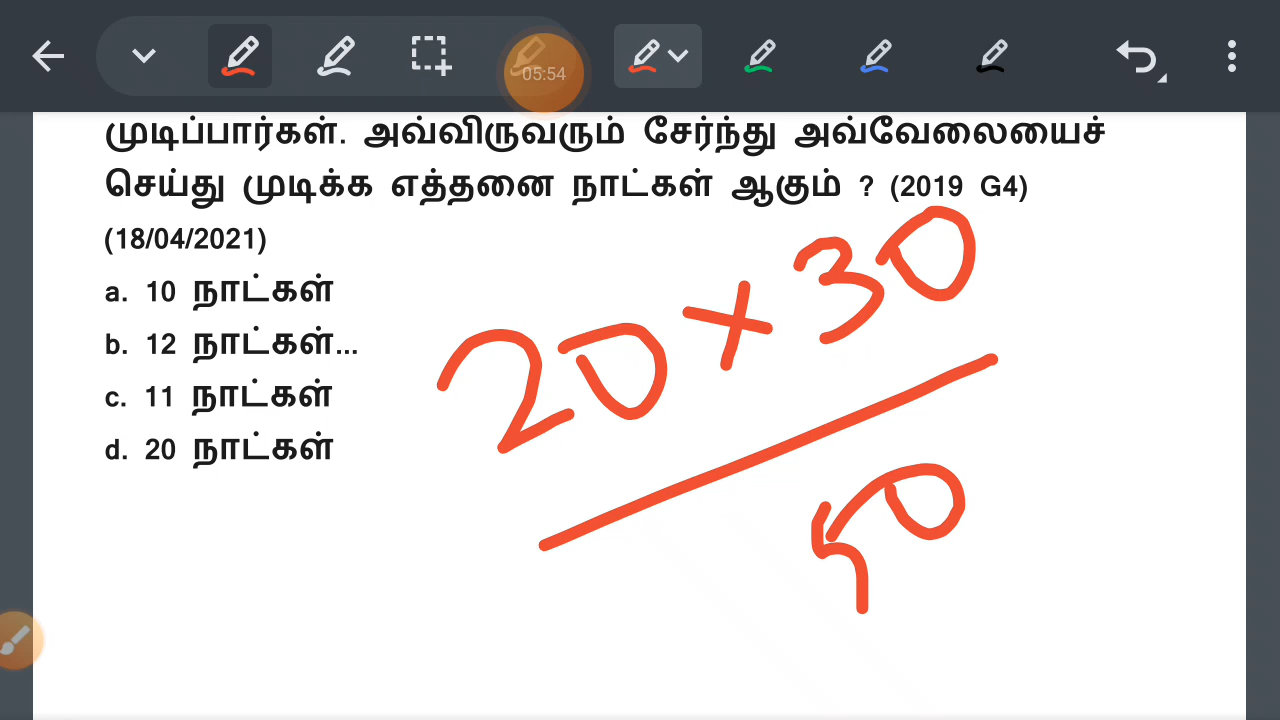 05:54
முடிப்பார்கள். அவ்விருவரும் சேர்ந்து அவ்வேலையைச்
செய்து முடிக்க எத்தனை நாட்கள் ஆகும் ? (2019 G4)
(18/04/2021)
a. 10 நாட்கள்
b. 12 நாட்கள்...
c. 11 நாட்கள்
d. 20 நாட்கள்
20 × 30
50